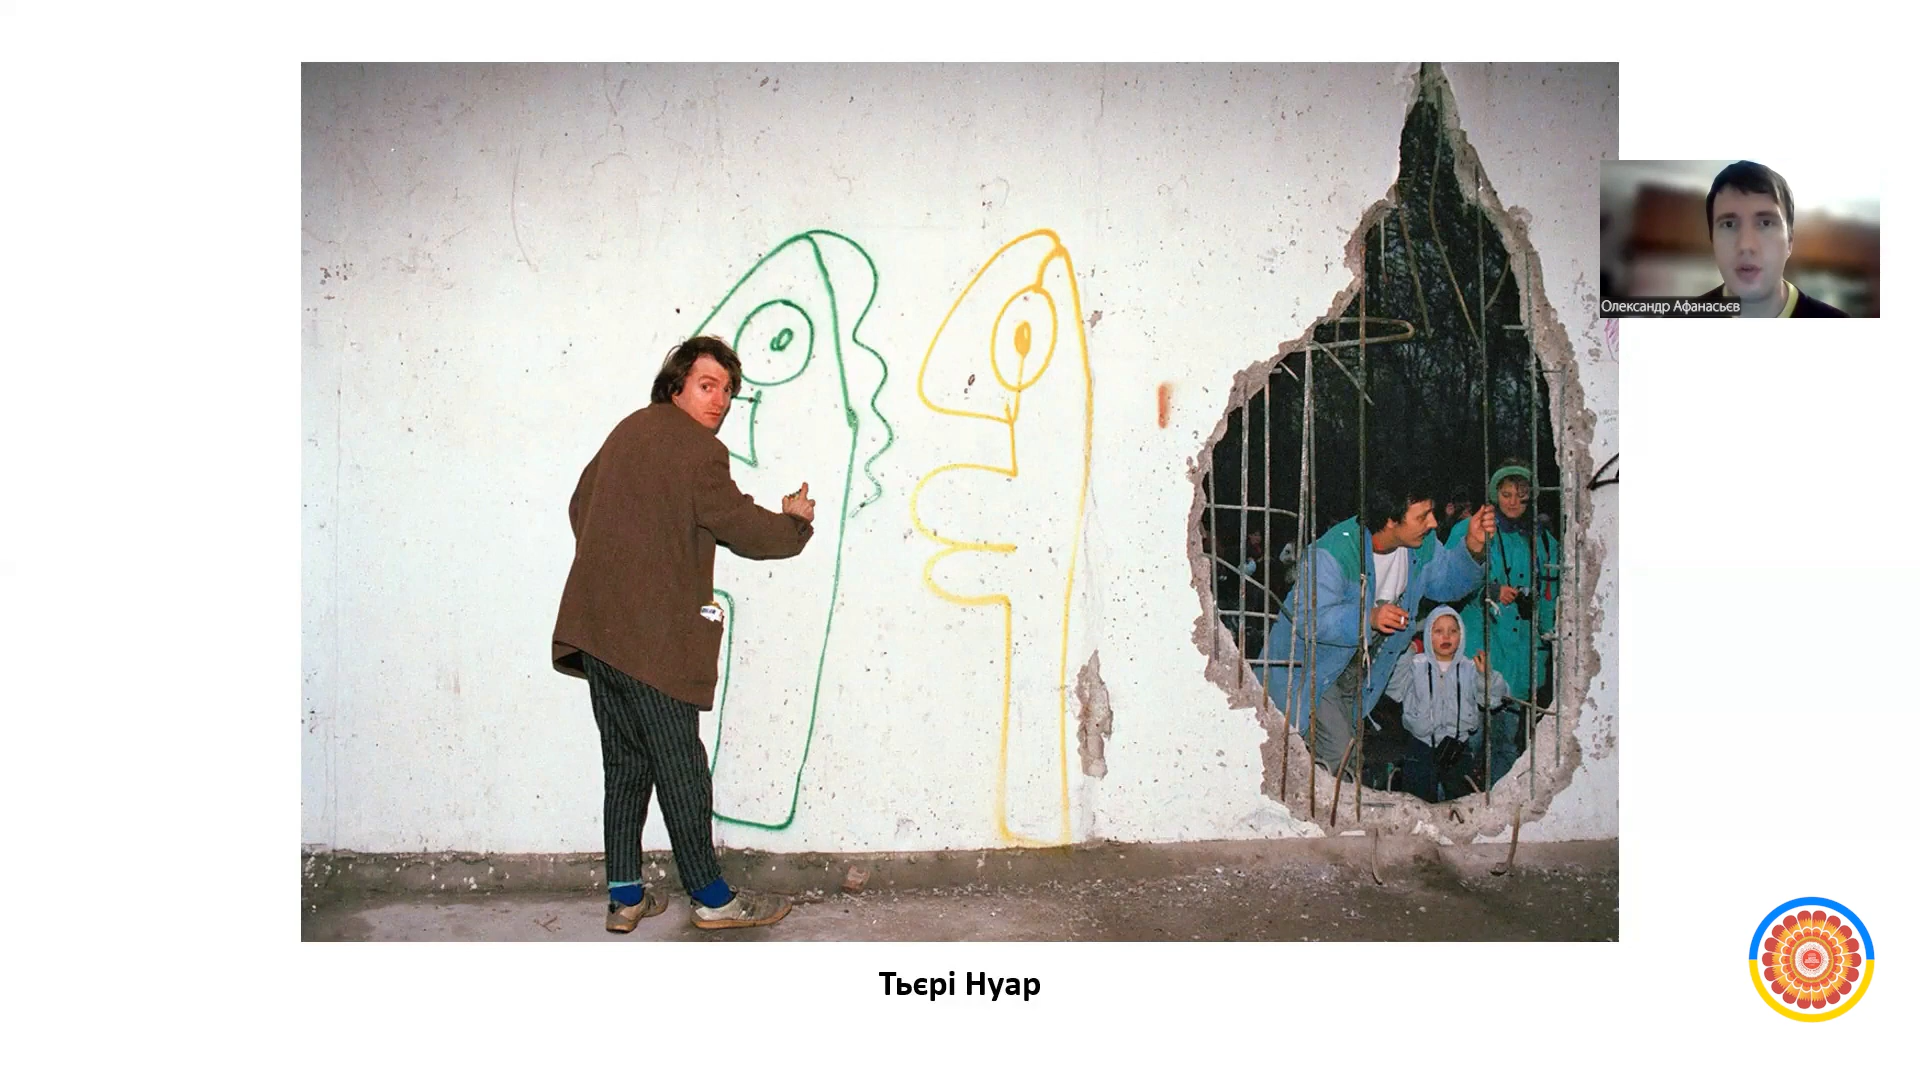 Олександр Афанасьєв
Тьєрі Нуар